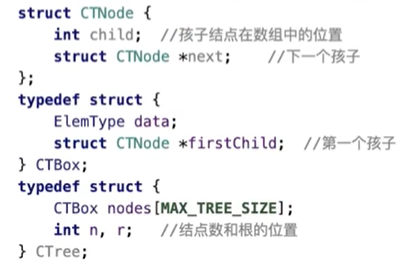 struct CTNode {
    int child;  //孩子结点在数组中的位置
    struct CTNode *next;    //下一个孩子
};
typedef struct {
    ElemType data;
    struct CTNode *firstChild;  //第一个孩子
} CTBox;
typedef struct {
    CTBox nodes[MAX_TREE_SIZE];
    int n, r;   //结点数和根的位置
} CTree;